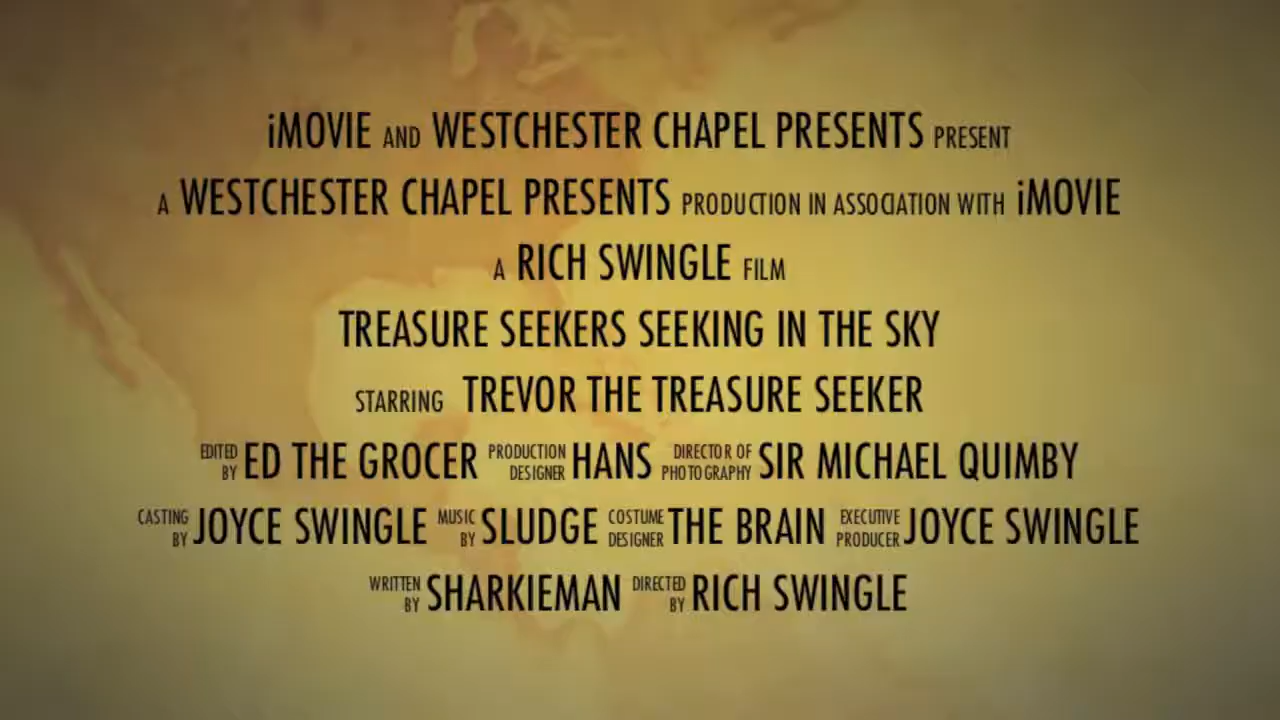 iMOVIE AND WESTCHESTER CHAPEL PRESENTS PRESENT
A WESTCHESTER CHAPEL PRESENTS PRODUCTION IN ASSOCIATION WITH iMOVIE
A RICH SWINGLE FILM
TREASURE SEEKERS SEEKING IN THE SKY
STARRING TREVOR THE TREASURE SEEKER
EDITED BY ED THE GROCER PRODUCTION DESIGNER HANS DIRECTOR OF PHOTOGRAPHY SIR MICHAEL QUIMBY
CASTING BY JOYCE SWINGLE MUSIC BY SLUDGE COSTUME DESIGNER THE BRAIN EXECUTIVE PRODUCER JOYCE SWINGLE
WRITTEN BY SHARKIEMAN DIRECTED BY RICH SWINGLE